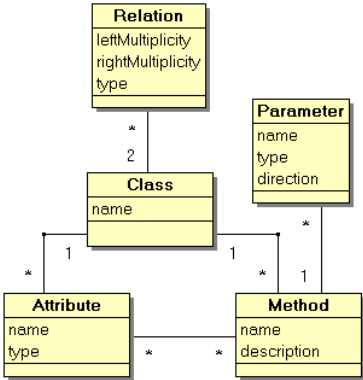 Relation
leftMultiplicity
rightMultiplicity
type
*
2
Parameter
name
type
direction
Class
name
1
*
1
*
*
1
Attribute
name
type
*
*
Method
name
description